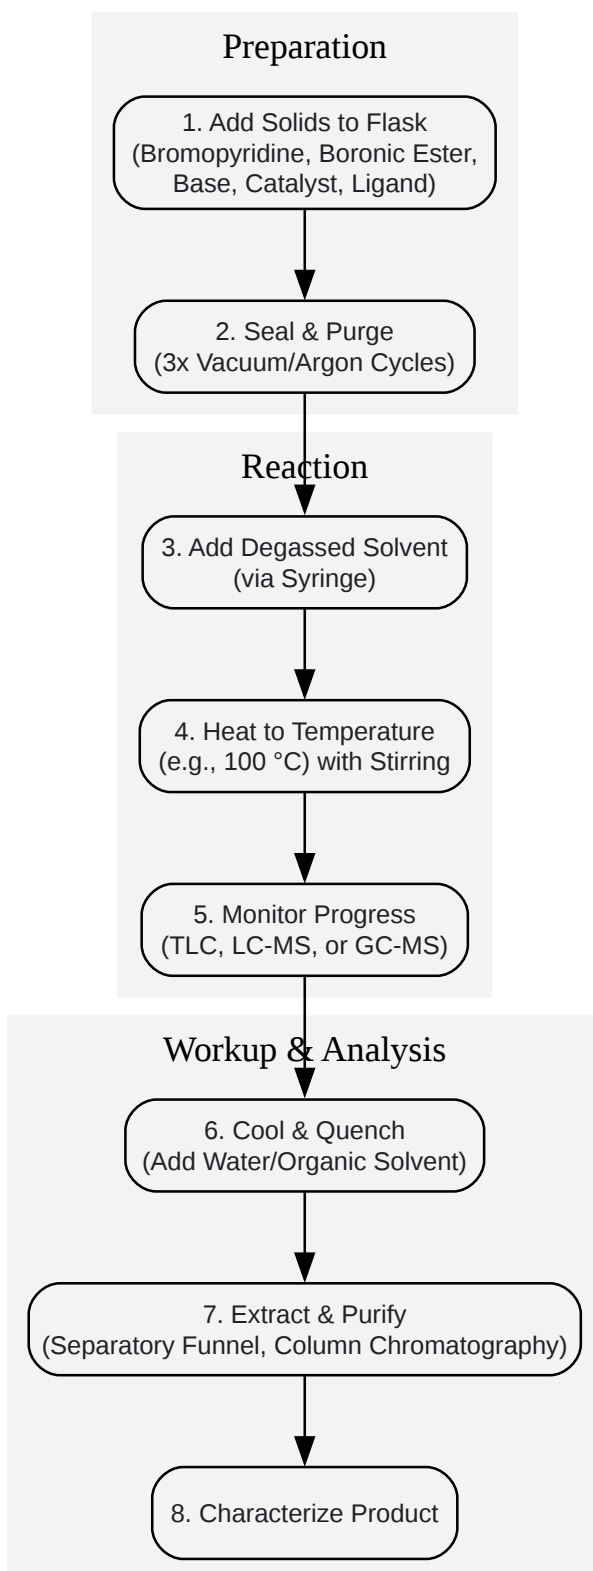 Preparation
1. Add Solids to Flask
(Bromopyridine, Boronic Ester,
Base, Catalyst, Ligand)
2. Seal & Purge
(3x Vacuum/Argon Cycles)
Reaction
3. Add Degassed Solvent
(via Syringe)
4. Heat to Temperature
(e.g., 100 °C) with Stirring
5. Monitor Progress
(TLC, LC-MS, or GC-MS)
Workup & Analysis
6. Cool & Quench
(Add Water/Organic Solvent)
7. Extract & Purify
(Separatory Funnel, Column Chromatography)
8. Characterize Product